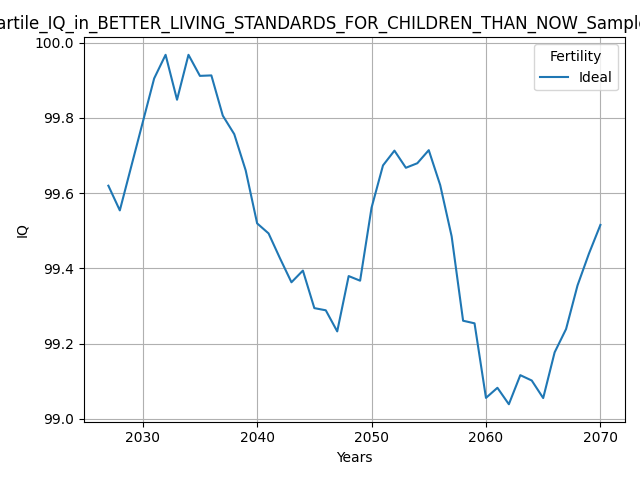 artile_IQ_in_BETTER_LIVING_STANDARDS_FOR_CHILDREN_THAN_NOW_Sample
Fertility
Ideal
IQ
100.0
99.8
99.6
99.4
99.2
99.0
2030 2040 2050 2060 2070
Years